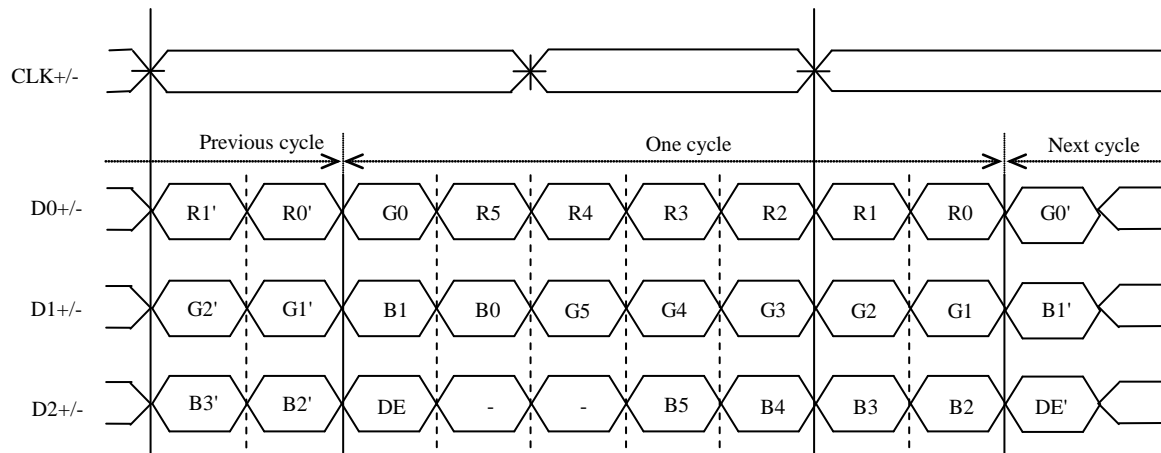 CLK+/-
Previous cycle One cycle Next cycle
D0+/- R1' R0' G0 R5 R4 R3 R2 R1 R0 G0'
D1+/- G2' G1' B1 B0 G5 G4 G3 G2 G1 B1'
D2+/- B3' B2' DE - - B5 B4 B3 B2 DE'